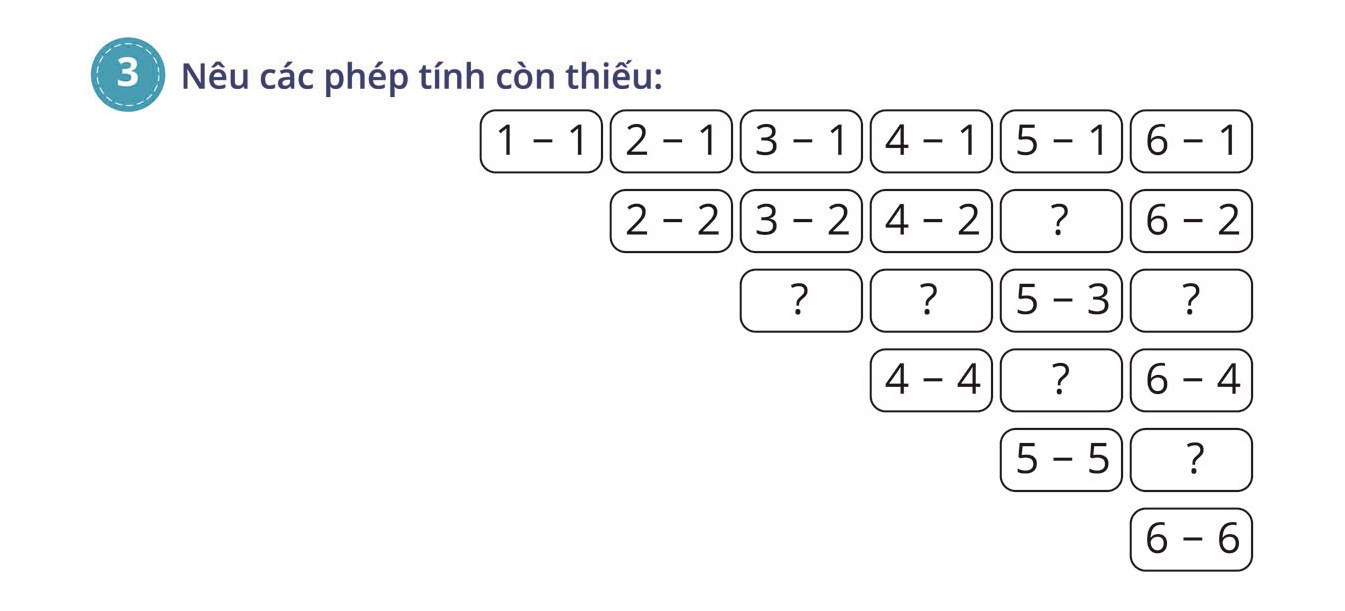 3 Nêu các phép tính còn thiếu:
1 – 1 2 – 1 3 – 1 4 – 1 5 – 1 6 – 1
2 – 2 3 – 2 4 – 2 ? 6 – 2
? ? 5 – 3 ?
4 – 4 ? 6 – 4
5 – 5 ?
6 – 6